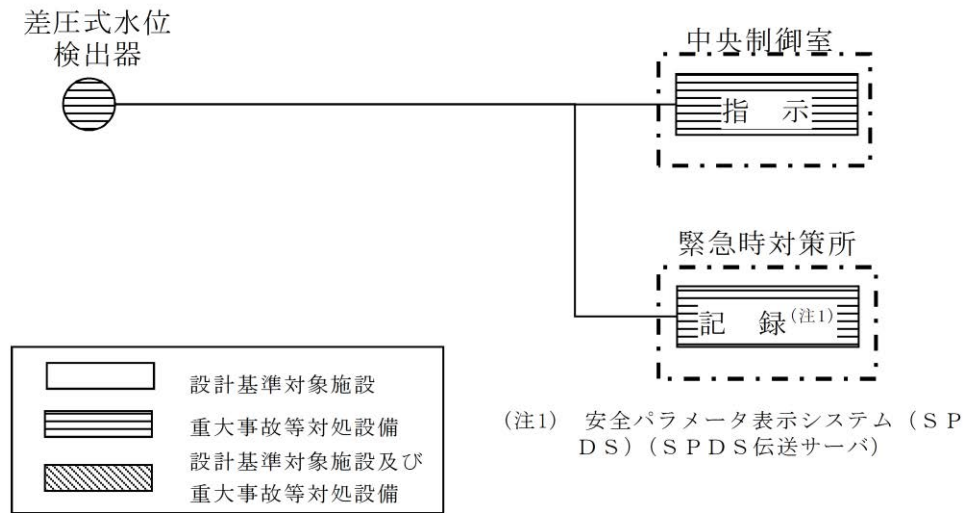 差圧式水位
検出器
中央制御室
指　示
緊急時対策所
記　録(注1)
設計基準対象施設
重大事故等対処設備
設計基準対象施設及び
重大事故等対処設備
(注1)　安全パラメータ表示システム（ＳＰ
ＤＳ）（ＳＰＤＳ伝送サーバ）